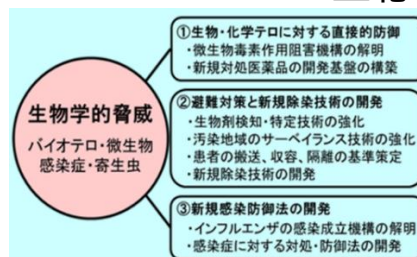 生物学的脅威
バイオテロ・微生物
感染症・寄生虫
①生物・化学テロに対する直接的防御
・微生物毒素作用阻害機構の解明
・新規対処医薬品の開発基盤の構築
②避難対策と新規除染技術の開発
・生物剤検知・特定技術の強化
・汚染地域のサーベイランス技術の強化
・患者の搬送、収容、隔離の基準策定
・新規除染技術の開発
③新規感染防御法の開発
・インフルエンザの感染成立機構の解明
・感染症に対する対処・防御法の開発